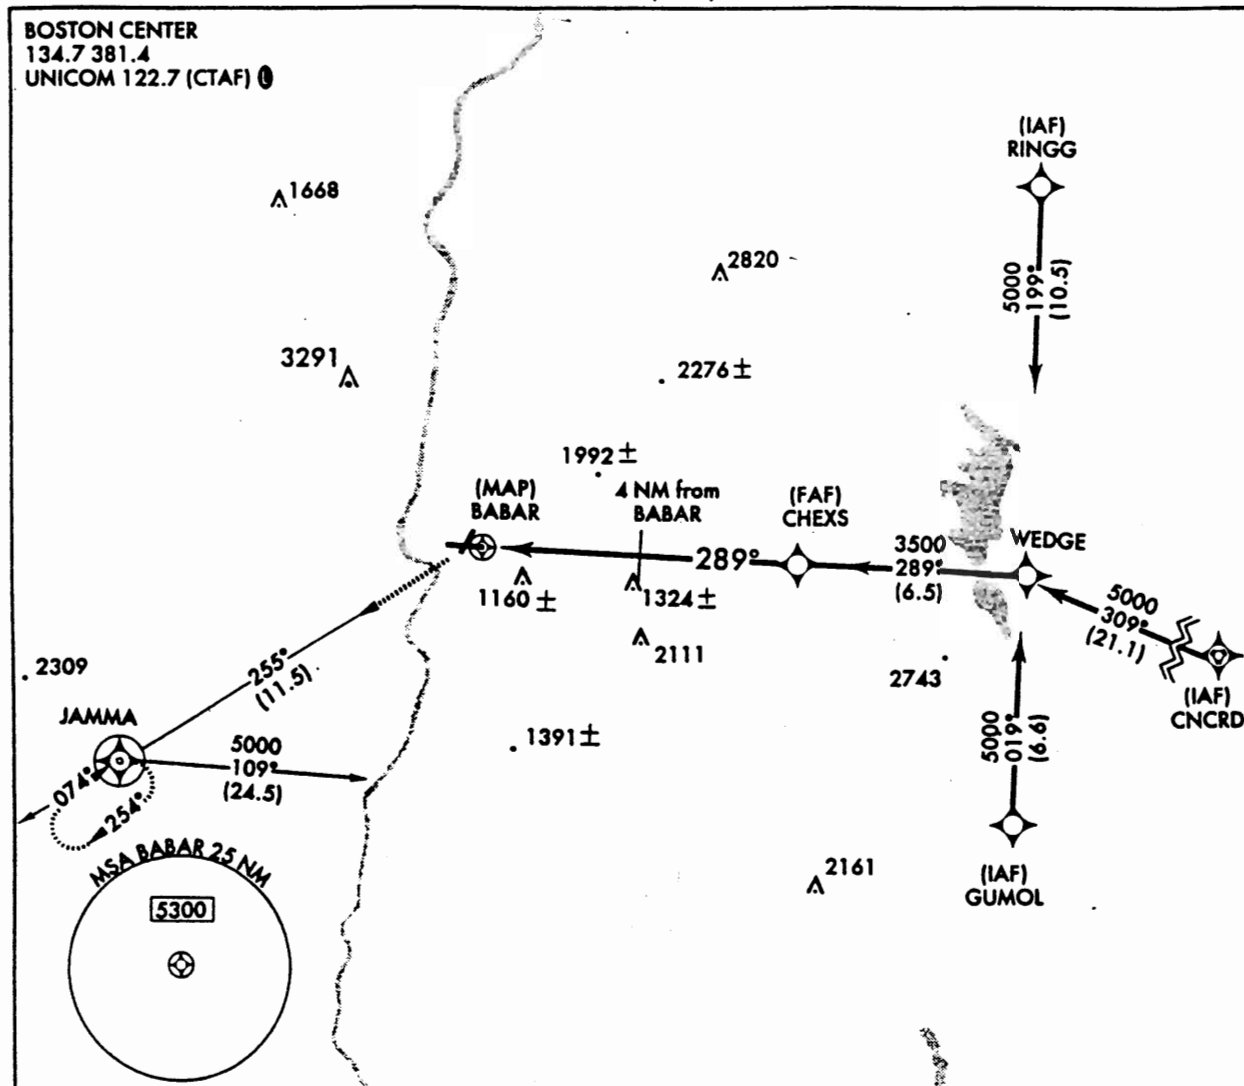 BOSTON CENTER
134.7 381.4
UNICOM 122.7 (CTAF) L
(IAF)
RINGG
1668
2820
5000
199°
(10.5)
3291
2276±
1992±
(MAP)
BABAR
4 NM from
BABAR
(FAF)
CHEXS
WEDGE
289°
3500
289°
(6.5)
1160±
1324±
5000
309°
(21.1)
2111
2309
255°
(11.5)
2743
(IAF)
CNCRD
JAMMA
5000
109°
(24.5)
1391±
5000
019°
(6.6)
074°
254°
MSA BABAR 25 NM
5300
2161
(IAF)
GUMOL